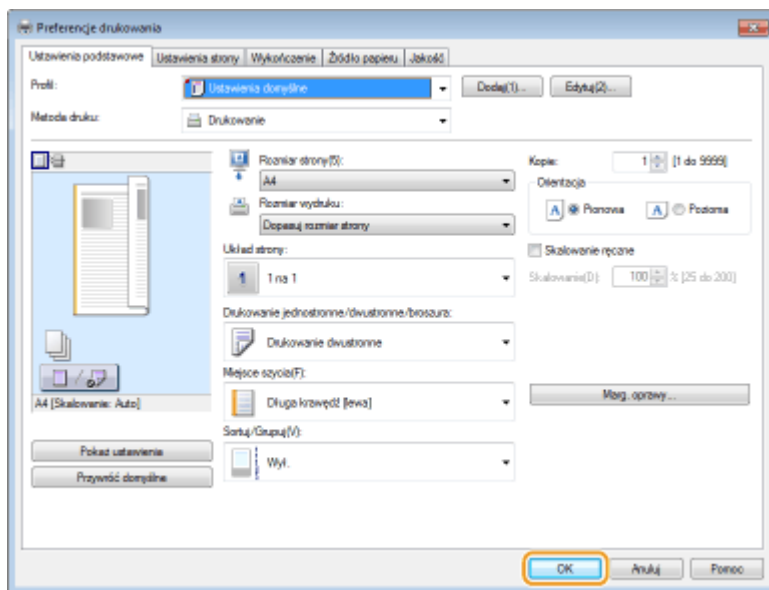 Preferencje drukowania
Ustawienia podstawowe Ustawienia strony Wykończenie Źródło papieru Jakość
Profil: Ustawienia domyślne Dodaj(1)... Edytuj(2)...
Metoda druku: Drukowanie
Rozmiar strony(5): Kopie: 1 [1 do 9999]
A4 Orientacja
Rozmiar wydruku: A Pionowa A Pozioma
Dopasuj rozmiar strony
Układ strony: Skalowanie ręczne
1 1 na 1 Skalowanie(D): 100 % [25 do 200]
Drukowanie jednostronne/dwustronne/broszura:
Drukowanie dwustronne
Miejsce szycia(F):
A4 [Skalowanie: Auto] Długa krawędź [lewa] Marg. oprawy...
Sortuj/Grupuj(V):
Pokaż ustawienia Wył.
Przywróć domyślne
OK Anuluj Pomoc